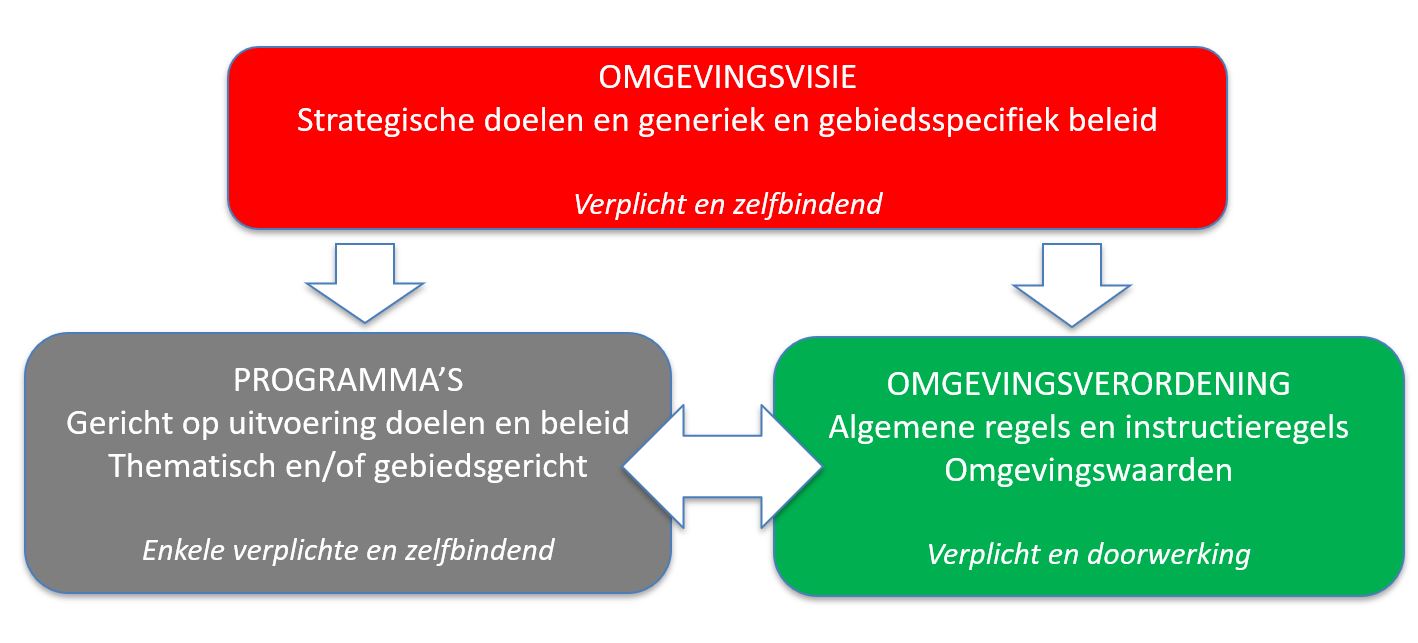 OMGEVINGSVISIE
Strategische doelen en generiek en gebiedsspecifiek beleid
Verplicht en zelfbindend
PROGRAMMA’S
Gericht op uitvoering doelen en beleid
Thematisch en/of gebiedsgericht
Enkele verplichte en zelfbindend
OMGEVINGSVERORDENING
Algemene regels en instructieregels
Omgevingswaarden
Verplicht en doorwerking